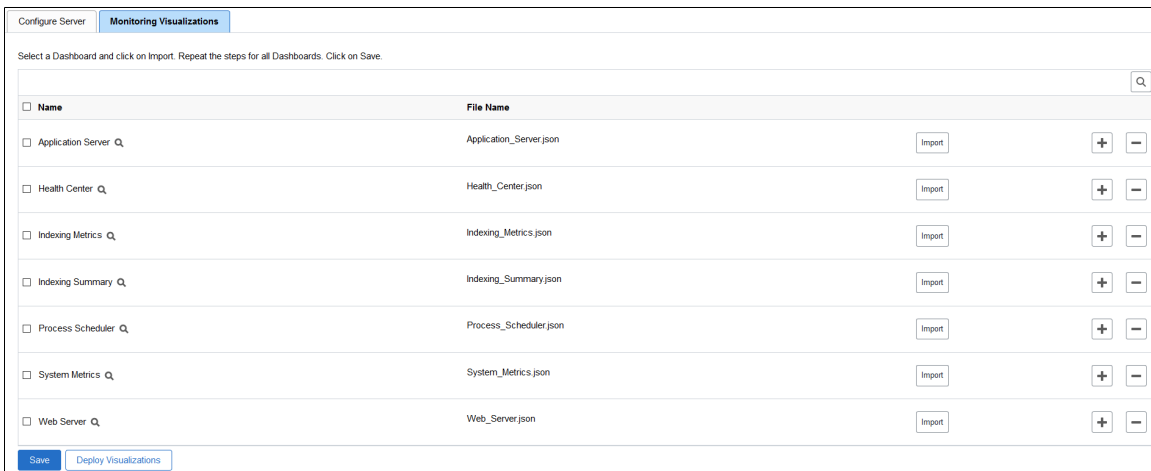 Configure Server Monitoring Visualizations
Select a Dashboard and click on Import. Repeat the steps for all Dashboards. Click on Save.
Name File Name
Application Server Application_Server.json Import
Health Center Health_Center.json Import
Indexing Metrics Indexing_Metrics.json Import
Indexing Summary Indexing_Summary.json Import
Process Scheduler Process_Scheduler.json Import
System Metrics System_Metrics.json Import
Web Server Web_Server.json Import
Save Deploy Visualizations